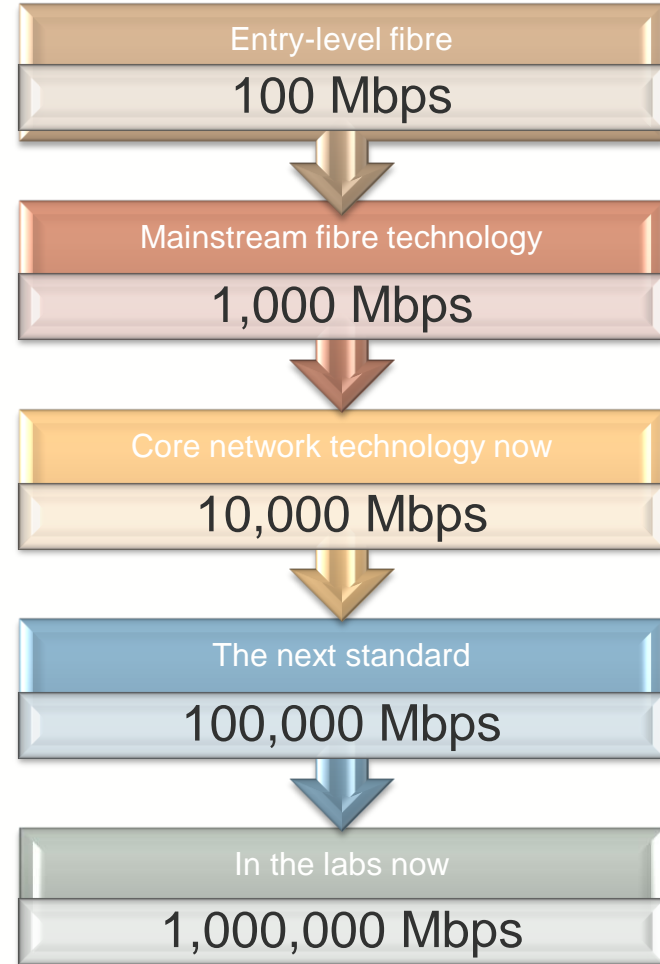 Entry-level fibre
100 Mbps
Mainstream fibre technology
1,000 Mbps
Core network technology now
10,000 Mbps
The next standard
100,000 Mbps
In the labs now
1,000,000 Mbps